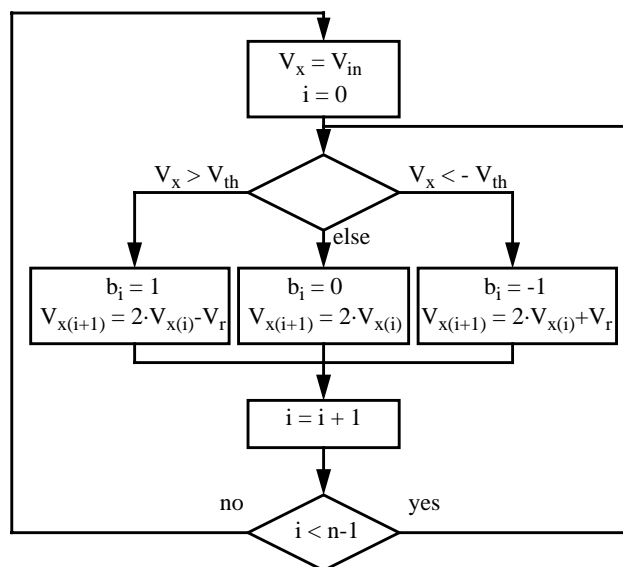 V_x = V_in
i = 0
V_x > V_th
V_x < - V_th
else
b_i = 1
V_x(i+1) = 2·V_x(i)-V_r
b_i = 0
V_x(i+1) = 2·V_x(i)
b_i = -1
V_x(i+1) = 2·V_x(i)+V_r
i = i + 1
no
yes
i < n-1